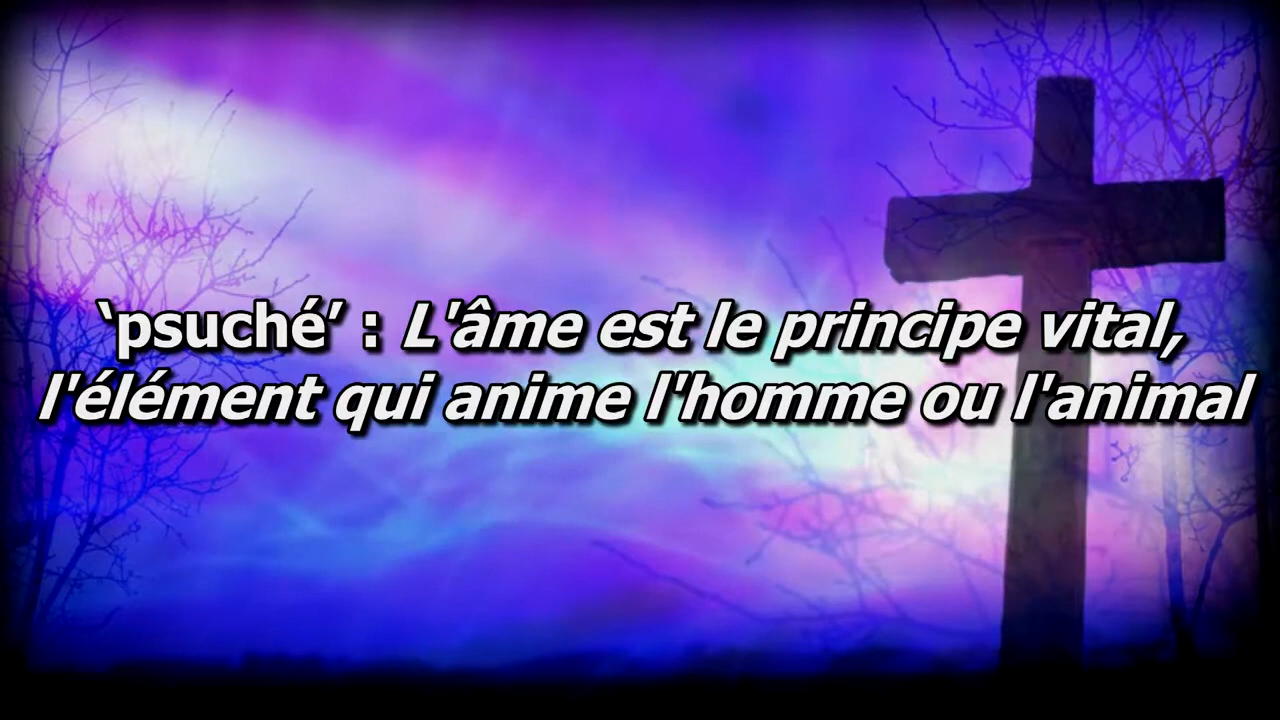 ‘psuché’ : L'âme est le principe vital,
l'élément qui anime l'homme ou l'animal